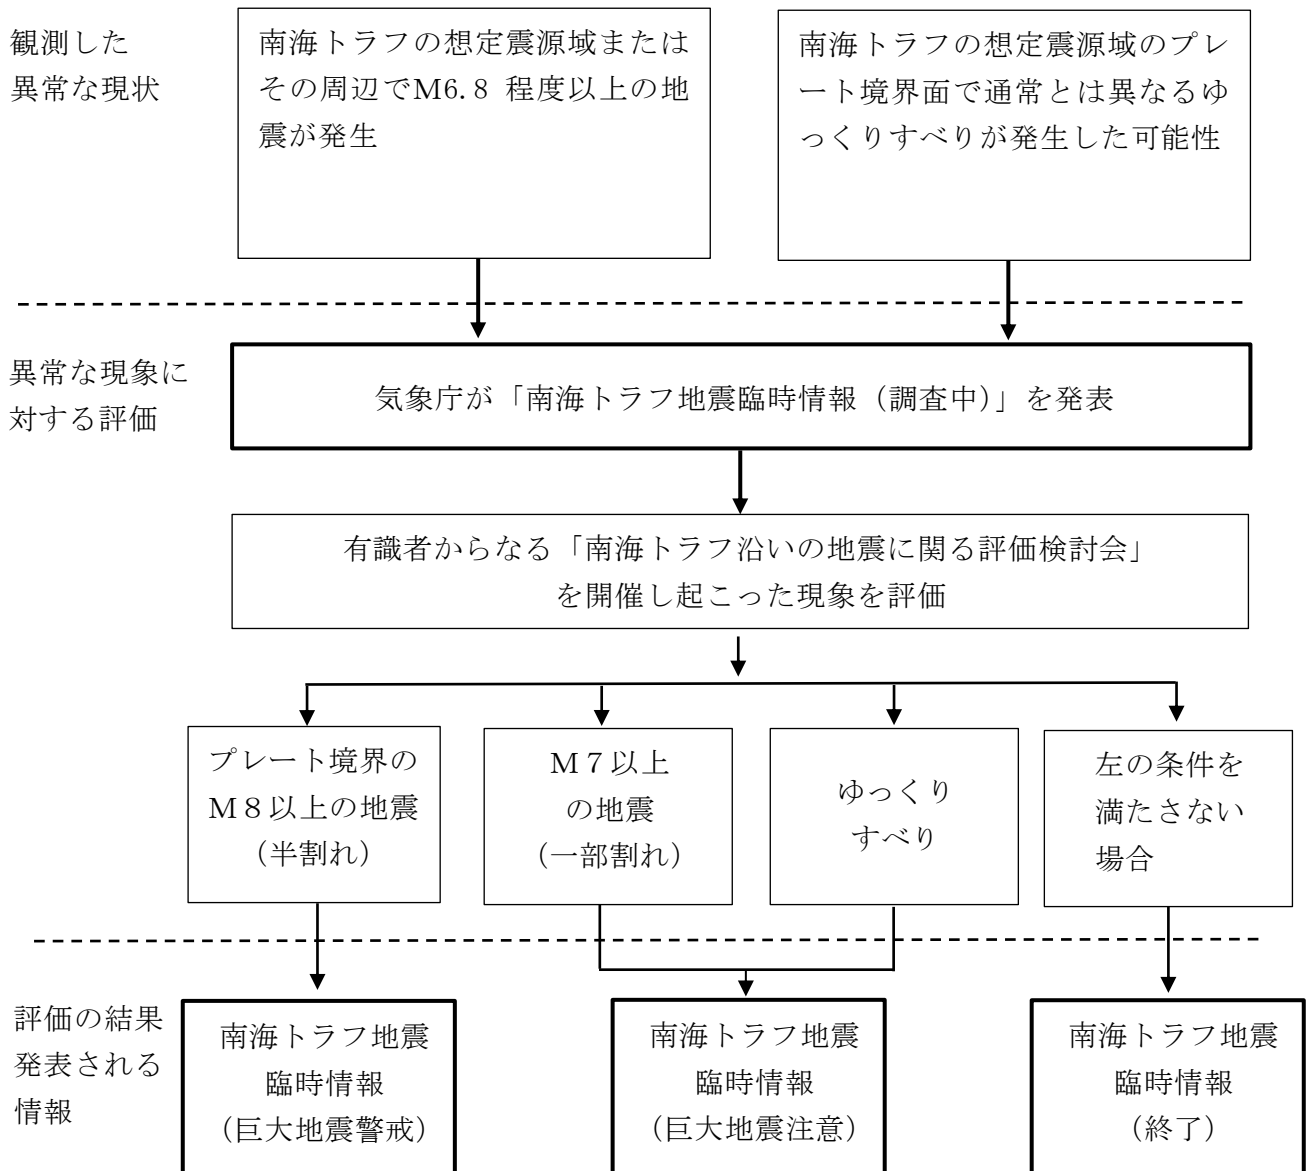 観測した
異常な現状
南海トラフの想定震源域または
その周辺でM6.8 程度以上の地
震が発生
南海トラフの想定震源域のプレ
ート境界面で通常とは異なるゆ
っくりすべりが発生した可能性
異常な現象に
対する評価
気象庁が「南海トラフ地震臨時情報（調査中）」を発表
有識者からなる「南海トラフ沿いの地震に関る評価検討会」
を開催し起こった現象を評価
プレート境界の
M８以上の地震
（半割れ）
M７以上
の地震
（一部割れ）
ゆっくり
すべり
左の条件を
満たさない
場合
評価の結果
発表される
情報
南海トラフ地震
臨時情報
（巨大地震警戒）
南海トラフ地震
臨時情報
（巨大地震注意）
南海トラフ地震
臨時情報
（終了）